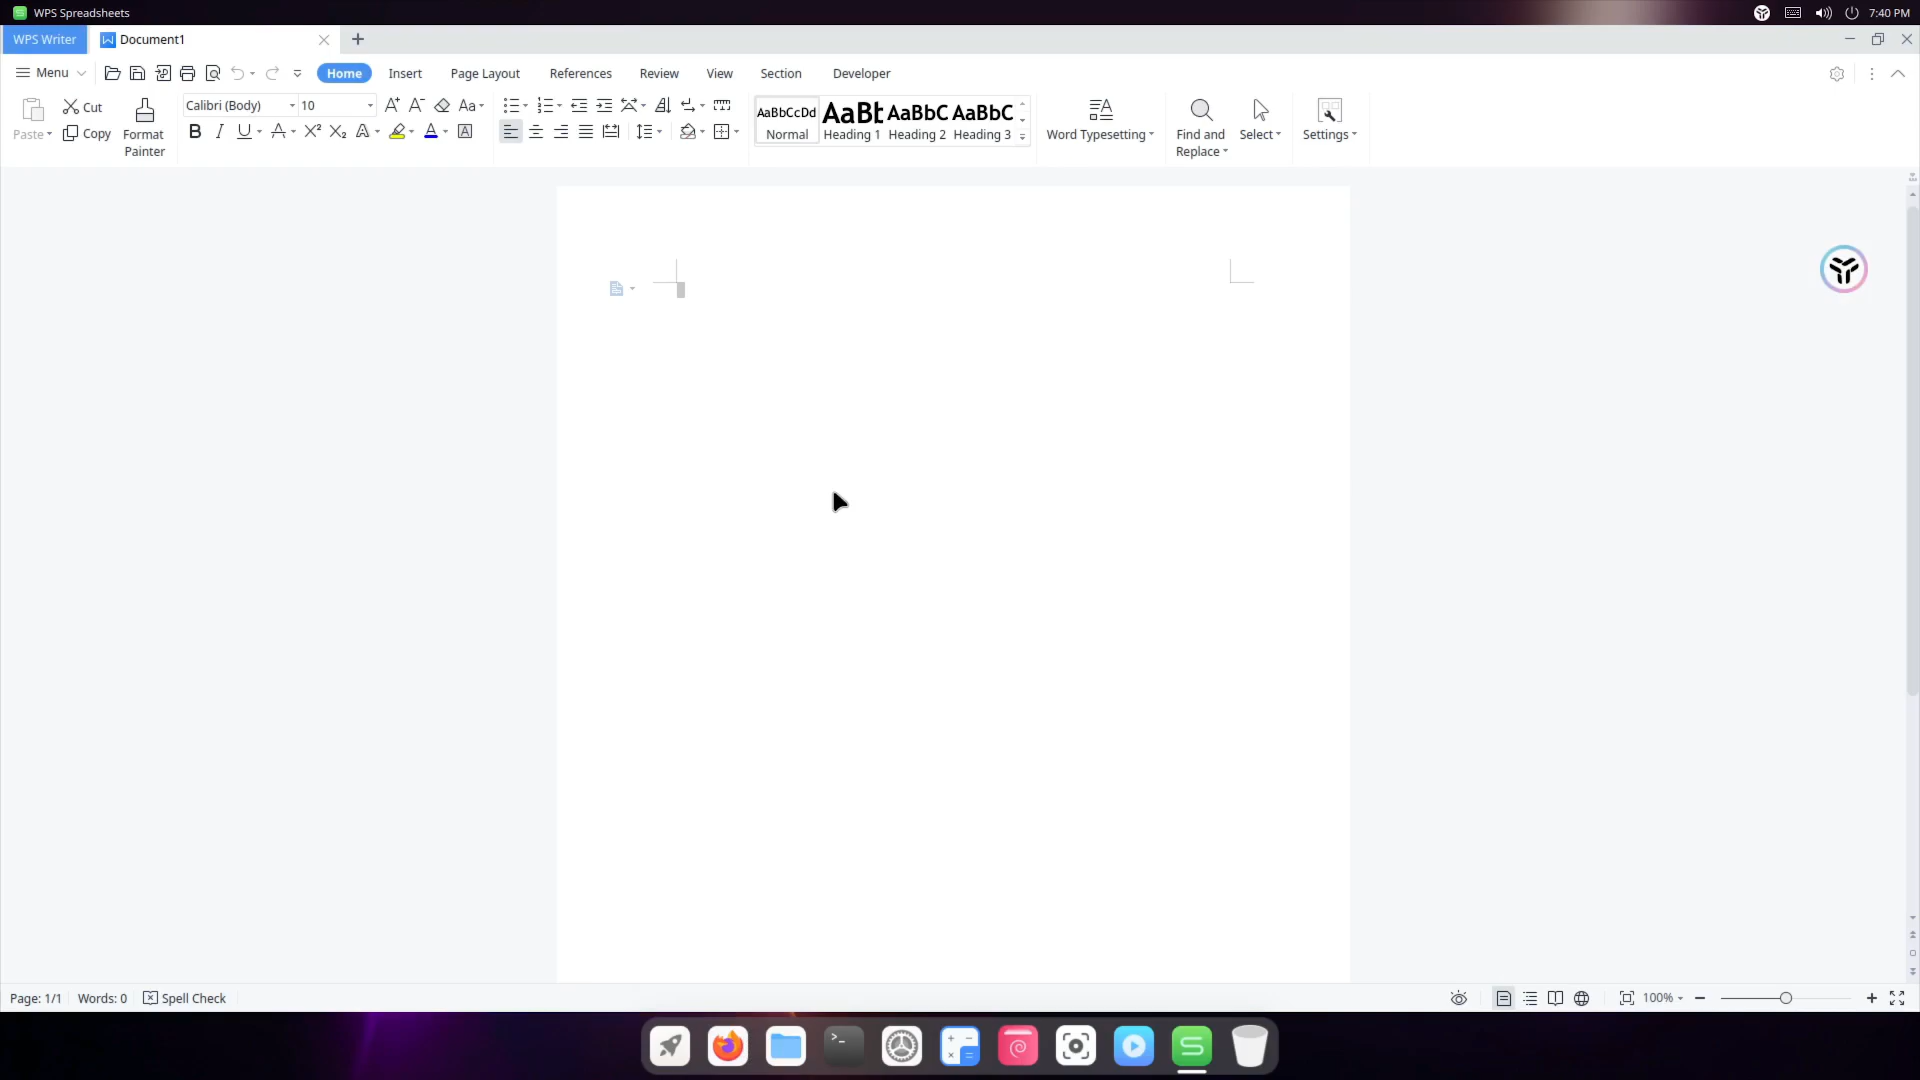 WPS Spreadsheets
7:40 PM
WPS Writer
Document1
Menu
Home
Insert
Page Layout
References
Review
View
Section
Developer
Paste
Cut
Copy
Format
Painter
Calibri (Body)
10
AaBbCcDd
Normal
AaBt
Heading 1
AaBbC
Heading 2
AaBbC
Heading 3
Word Typesetting
Find and
Replace
Select
Settings
Page: 1/1
Words: 0
Spell Check
100%